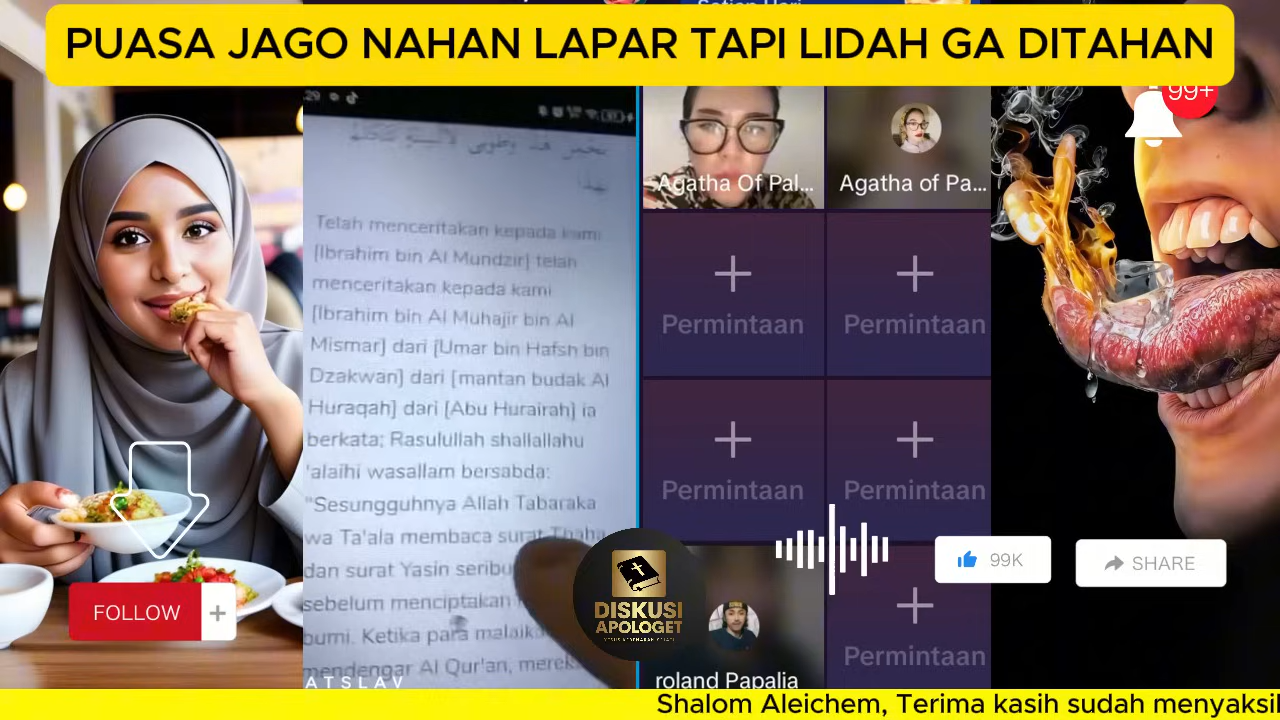 PUASA JAGO NAHAN LAPAR TAPI LIDAH GA DITAHAN
99+
Telah menceritakan kepada kami
[Ibrahim bin Al Mundzir] telah
menceritakan kepada kami
[Ibrahim bin Al Muhajir bin Al
Mismar] dari [Umar bin Hafsh bin
Dzakwan] dari [mantan budak Al
Huraqah] dari [Abu Hurairah] ia
berkata; Rasulullah shallallahu
'alaihi wasallam bersabda:
"Sesungguhnya Allah Tabaraka
wa Ta'ala membaca surat Thaha
dan surat Yasin seribu
sebelum menciptakan
bumi. Ketika para
mendengar Al Qur'an,
ATSLAV
Agatha Of Pal...
Agatha of Pa...
Permintaan
Permintaan
Permintaan
Permintaan
Permintaan
roland Papalia
DISKUSI
APOLOGET
FOLLOW +
99K
SHARE
Shalom Aleichem, Terima kasih sudah menyaksil